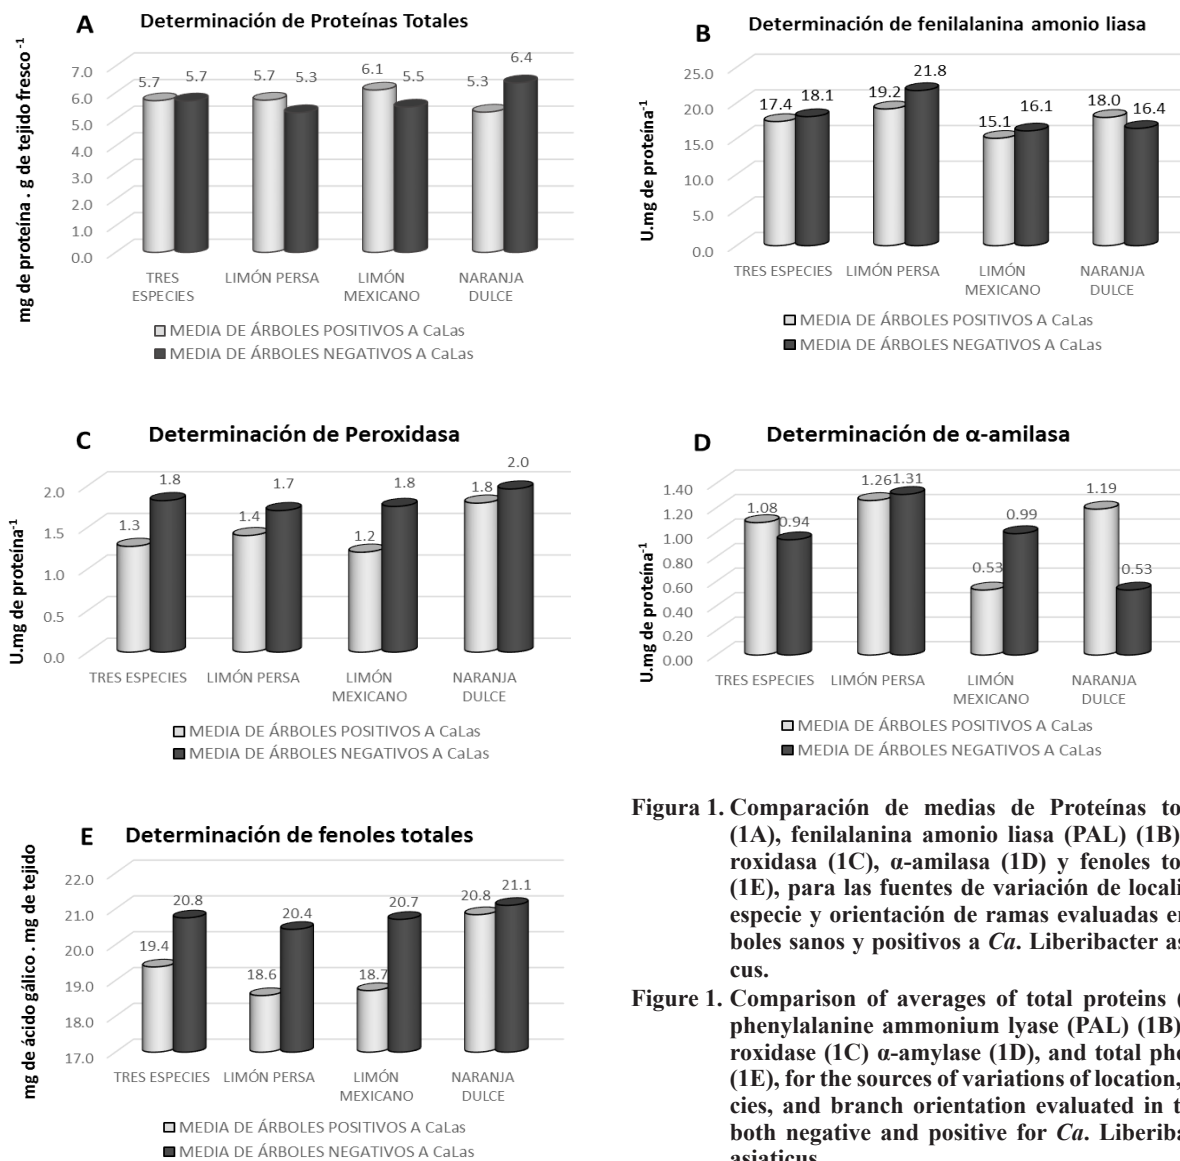 A Determinación de Proteínas Totales
mg de proteína . g de tejido fresco-1
7.0
6.0
5.0
4.0
3.0
2.0
1.0
0.0
5.7 5.7 5.7 5.3 6.1 5.5 5.3 6.4
TRES ESPECIES
LIMÓN PERSA
LIMÓN MEXICANO
NARANJA DULCE
MEDIA DE ÁRBOLES POSITIVOS A CaLas
MEDIA DE ÁRBOLES NEGATIVOS A CaLas
B Determinación de fenilalanina amonio liasa
U.mg de proteína-1
25.0
20.0
15.0
10.0
5.0
0.0
17.4 18.1 19.2 21.8 15.1 16.1 18.0 16.4
TRES ESPECIES
LIMÓN PERSA
LIMÓN MEXICANO
NARANJA DULCE
MEDIA DE ÁRBOLES POSITIVOS A CaLas
MEDIA DE ÁRBOLES NEGATIVOS A CaLas
C Determinación de Peroxidasa
U.mg de proteína-1
2.0
1.5
1.0
0.5
0.0
1.3 1.8 1.4 1.7 1.2 1.8 1.8 2.0
TRES ESPECIES
LIMÓN PERSA
LIMÓN MEXICANO
NARANJA DULCE
MEDIA DE ÁRBOLES POSITIVOS A CaLas
MEDIA DE ÁRBOLES NEGATIVOS A CaLas
D Determinación de α-amilasa
U.mg de proteína-1
1.40
1.20
1.00
0.80
0.60
0.40
0.20
0.00
1.08 0.94 1.26 1.31 0.53 0.99 1.19 0.53
TRES ESPECIES
LIMÓN PERSA
LIMÓN MEXICANO
NARANJA DULCE
MEDIA DE ÁRBOLES POSITIVOS A CaLas
MEDIA DE ÁRBOLES NEGATIVOS A CaLas
E Determinación de fenoles totales
mg de ácido gálico . mg de tejido
22.0
21.0
20.0
19.0
18.0
17.0
19.4 20.8 18.6 20.4 18.7 20.7 20.8 21.1
TRES ESPECIES
LIMÓN PERSA
LIMÓN MEXICANO
NARANJA DULCE
MEDIA DE ÁRBOLES POSITIVOS A CaLas
MEDIA DE ÁRBOLES NEGATIVOS A CaLas
Figura 1. Comparación de medias de Proteínas to
(1A), fenilalanina amonio liasa (PAL) (1B)
roxidasa (1C), α-amilasa (1D) y fenoles to
(1E), para las fuentes de variación de locali
especie y orientación de ramas evaluadas e
boles sanos y positivos a Ca. Liberibacter as
cus.
Figure 1. Comparison of averages of total proteins (
phenylalanine ammonium lyase (PAL) (1B)
roxidase (1C) α-amylase (1D), and total phe
(1E), for the sources of variations of location,
cies, and branch orientation evaluated in t
both negative and positive for Ca. Liberiba
asiaticus.